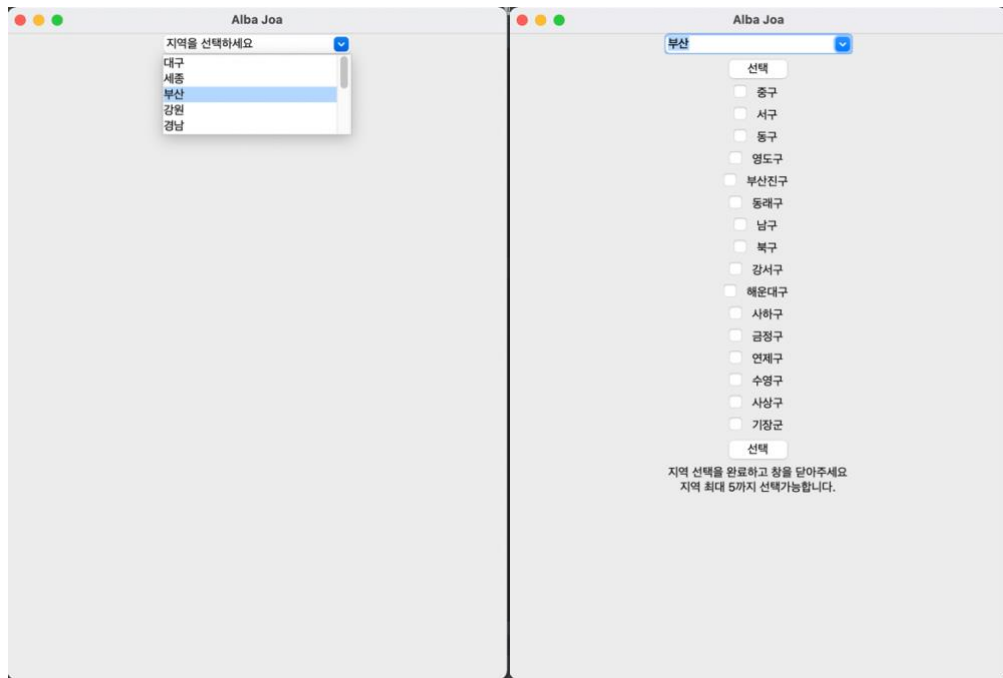 Alba Joa
지역을 선택하세요
대구
세종
부산
강원
경남
Alba Joa
부산
선택
중구
서구
동구
영도구
부산진구
동래구
남구
북구
강서구
해운대구
사하구
금정구
연제구
수영구
사상구
기장군
선택
지역 선택을 완료하고 창을 닫아주세요
지역 최대 5까지 선택가능합니다.